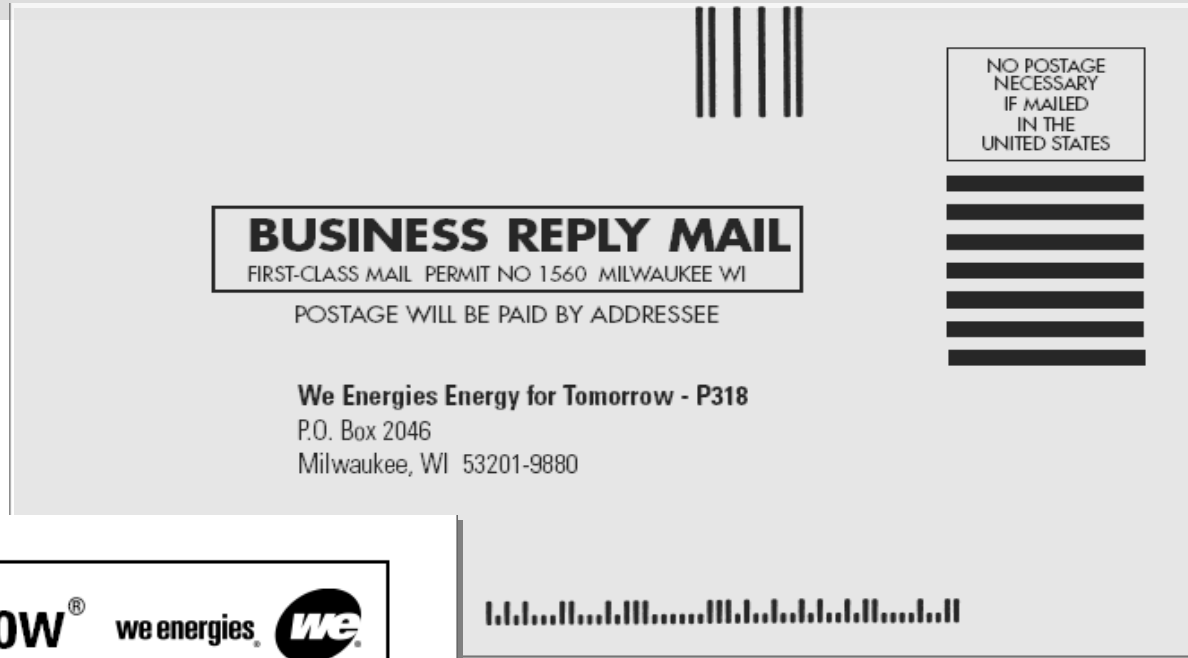 NO POSTAGE
NECESSARY
IF MAILED
IN THE
UNITED STATES
BUSINESS REPLY MAIL
FIRST-CLASS MAIL PERMIT NO 1560 MILWAUKEE WI
POSTAGE WILL BE PAID BY ADDRESSEE
We Energies Energy for Tomorrow - P318
P.O. Box 2046
Milwaukee, WI 53201-9880
we energies® we®